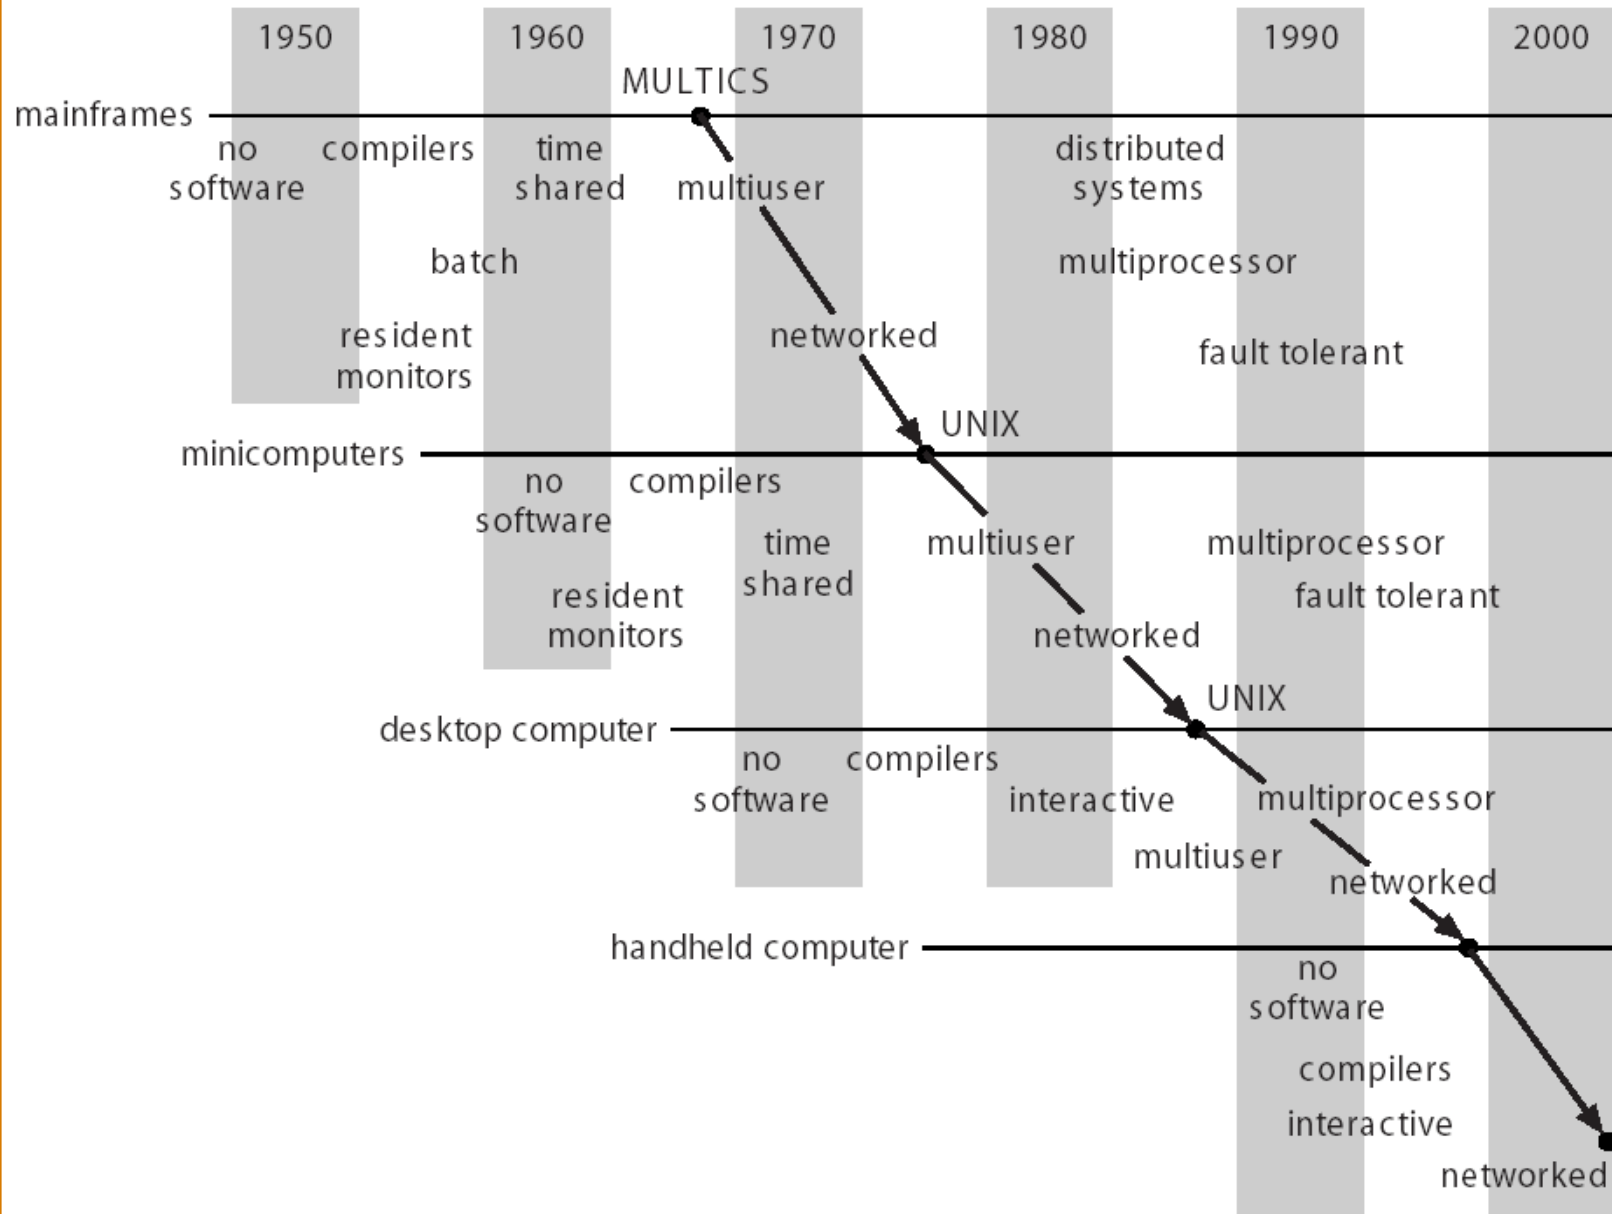 1950 1960 1970 1980 1990 2000
MULTICS
mainframes
no compilers time distributed
software shared multiuser systems
batch multiprocessor
resident networked
monitors fault tolerant
UNIX
minicomputers
no compilers
software
time multiuser multiprocessor
shared
resident fault tolerant
monitors networked
UNIX
desktop computer
no compilers
software interactive multiprocessor
multiuser
networked
handheld computer
no
software
compilers
interactive
networked